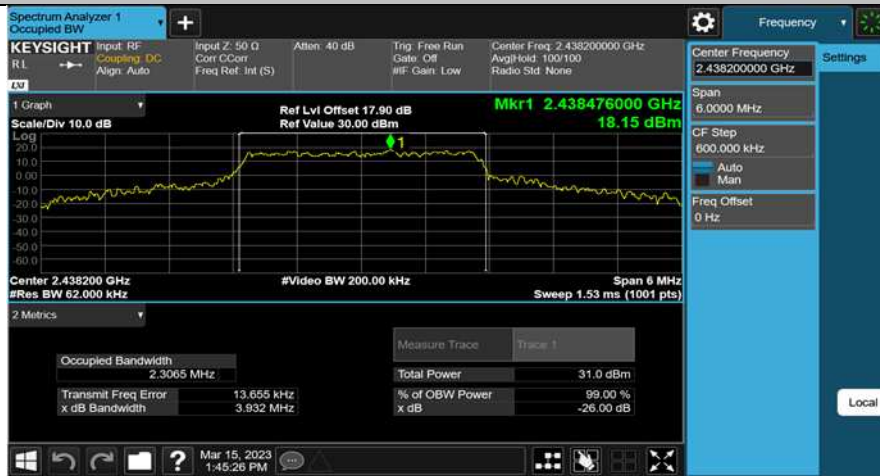 Spectrum Analyzer 1
Occupied BW
Frequency
KEYSIGHT
RL
LXI
Input: RF
Coupling: DC
Align: Auto
Input Z: 50 Ω
Corr CCorr
Freq Ref: Int (S)
Atten: 40 dB
Trig: Free Run
Gate: Off
#IF Gain: Low
Center Freq: 2.438200000 GHz
Avg|Hold: 100/100
Radio Std: None
Center Frequency
2.438200000 GHz
Settings
Span
6.0000 MHz
CF Step
600.000 kHz
Auto
Man
Freq Offset
0 Hz
1 Graph
Scale/Div 10.0 dB
Ref Lvl Offset 17.90 dB
Ref Value 30.00 dBm
Mkr1 2.438476000 GHz
18.15 dBm
Log
20.0
10.0
0.00
-10.0
-20.0
-30.0
-40.0
-50.0
-60.0
1
Center 2.438200 GHz
#Res BW 62.000 kHz
#Video BW 200.00 kHz
Span 6 MHz
Sweep 1.53 ms (1001 pts)
2 Metrics
Measure Trace
Trace 1
Occupied Bandwidth
2.3065 MHz
Total Power
31.0 dBm
Transmit Freq Error
13.655 kHz
% of OBW Power
99.00 %
x dB Bandwidth
3.932 MHz
x dB
-26.00 dB
Local
Mar 15, 2023
1:45:26 PM